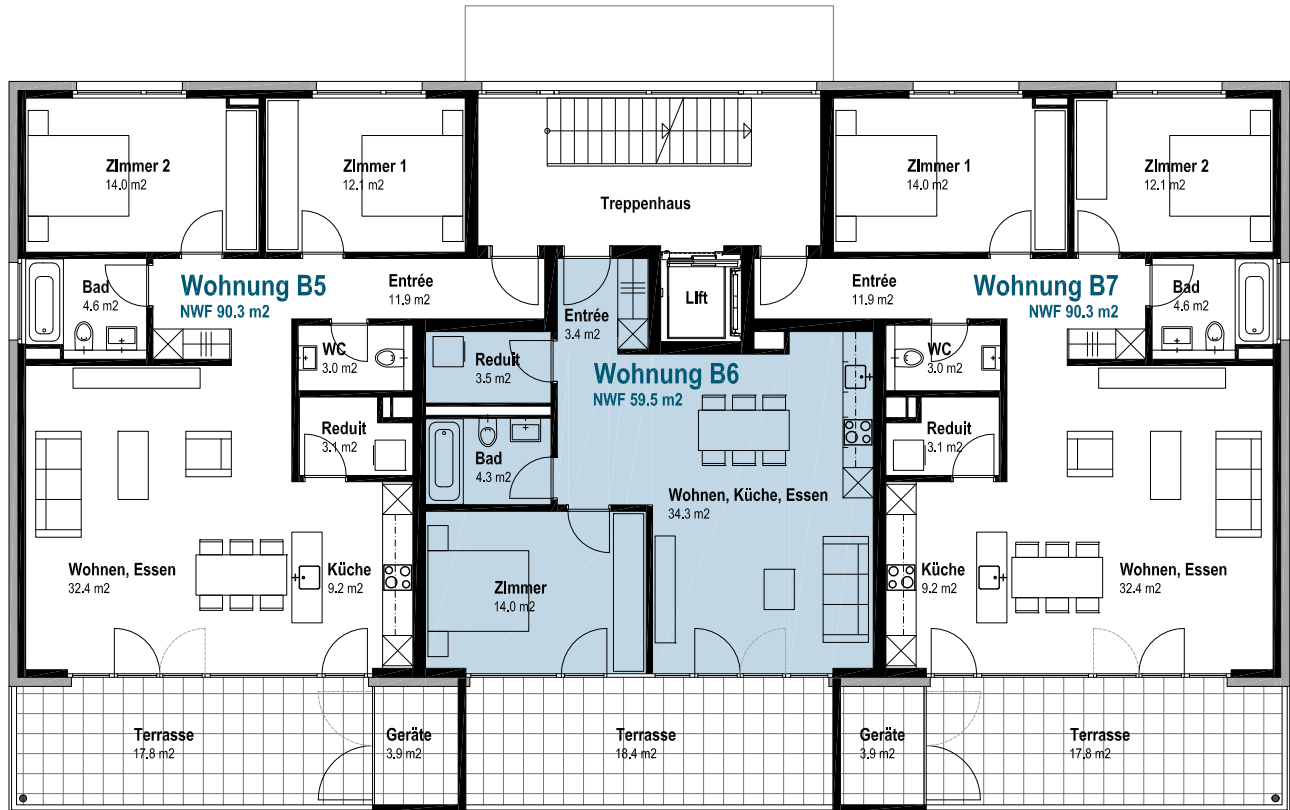 Zimmer 2
14.0 m2
Zimmer 1
12.1 m2
Treppenhaus
Zimmer 1
14.0 m2
Zimmer 2
12.1 m2
Bad
4.6 m2
Wohnung B5
NWF 90.3 m2
Entrée
11.9 m2
Entrée
3.4 m2
Lift
Entrée
11.9 m2
Wohnung B7
NWF 90.3 m2
Bad
4.6 m2
WC
3.0 m2
Reduit
3.5 m2
Wohnung B6
NWF 59.5 m2
WC
3.0 m2
Reduit
3.1 m2
Bad
4.3 m2
Wohnen, Küche, Essen
34.3 m2
Reduit
3.1 m2
Wohnen, Essen
32.4 m2
Küche
9.2 m2
Zimmer
14.0 m2
Küche
9.2 m2
Wohnen, Essen
32.4 m2
Terrasse
17.8 m2
Geräte
3.9 m2
Terrasse
18.4 m2
Geräte
3.9 m2
Terrasse
17.8 m2